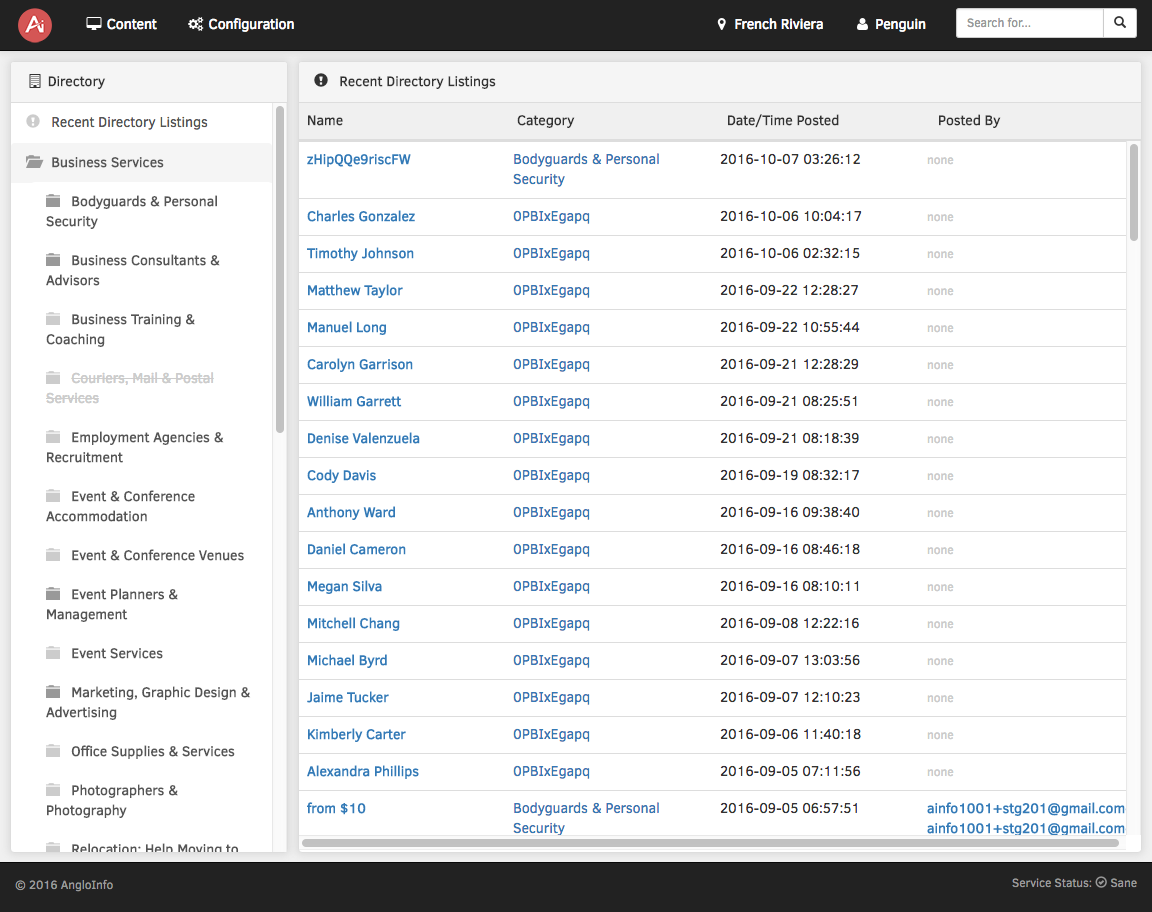 Ai Content Configuration French Riviera Penguin Search for...
Directory
Recent Directory Listings
Business Services
Bodyguards & Personal
Security
Business Consultants &
Advisors
Business Training &
Coaching
Couriers, Mail & Postal
Services
Employment Agencies &
Recruitment
Event & Conference
Accommodation
Event & Conference Venues
Event Planners &
Management
Event Services
Marketing, Graphic Design &
Advertising
Office Supplies & Services
Photographers &
Photography
Relocation: Help Moving to
Recent Directory Listings
Name Category Date/Time Posted Posted By
zHipQQe9riscFW Bodyguards & Personal 2016-10-07 03:26:12 none
Security
Charles Gonzalez OPBIxEgapq 2016-10-06 10:04:17 none
Timothy Johnson OPBIxEgapq 2016-10-06 02:32:15 none
Matthew Taylor OPBIxEgapq 2016-09-22 12:28:27 none
Manuel Long OPBIxEgapq 2016-09-22 10:55:44 none
Carolyn Garrison OPBIxEgapq 2016-09-21 12:28:29 none
William Garrett OPBIxEgapq 2016-09-21 08:25:51 none
Denise Valenzuela OPBIxEgapq 2016-09-21 08:18:39 none
Cody Davis OPBIxEgapq 2016-09-19 08:32:17 none
Anthony Ward OPBIxEgapq 2016-09-16 09:38:40 none
Daniel Cameron OPBIxEgapq 2016-09-16 08:46:18 none
Megan Silva OPBIxEgapq 2016-09-16 08:10:11 none
Mitchell Chang OPBIxEgapq 2016-09-08 12:22:16 none
Michael Byrd OPBIxEgapq 2016-09-07 13:03:56 none
Jaime Tucker OPBIxEgapq 2016-09-07 12:10:23 none
Kimberly Carter OPBIxEgapq 2016-09-06 11:40:18 none
Alexandra Phillips OPBIxEgapq 2016-09-05 07:11:56 none
from $10 Bodyguards & Personal 2016-09-05 06:57:51 ainfo1001+stg201@gmail.com
Security ainfo1001+stg201@gmail.com
© 2016 AngloInfo Service Status: Sane